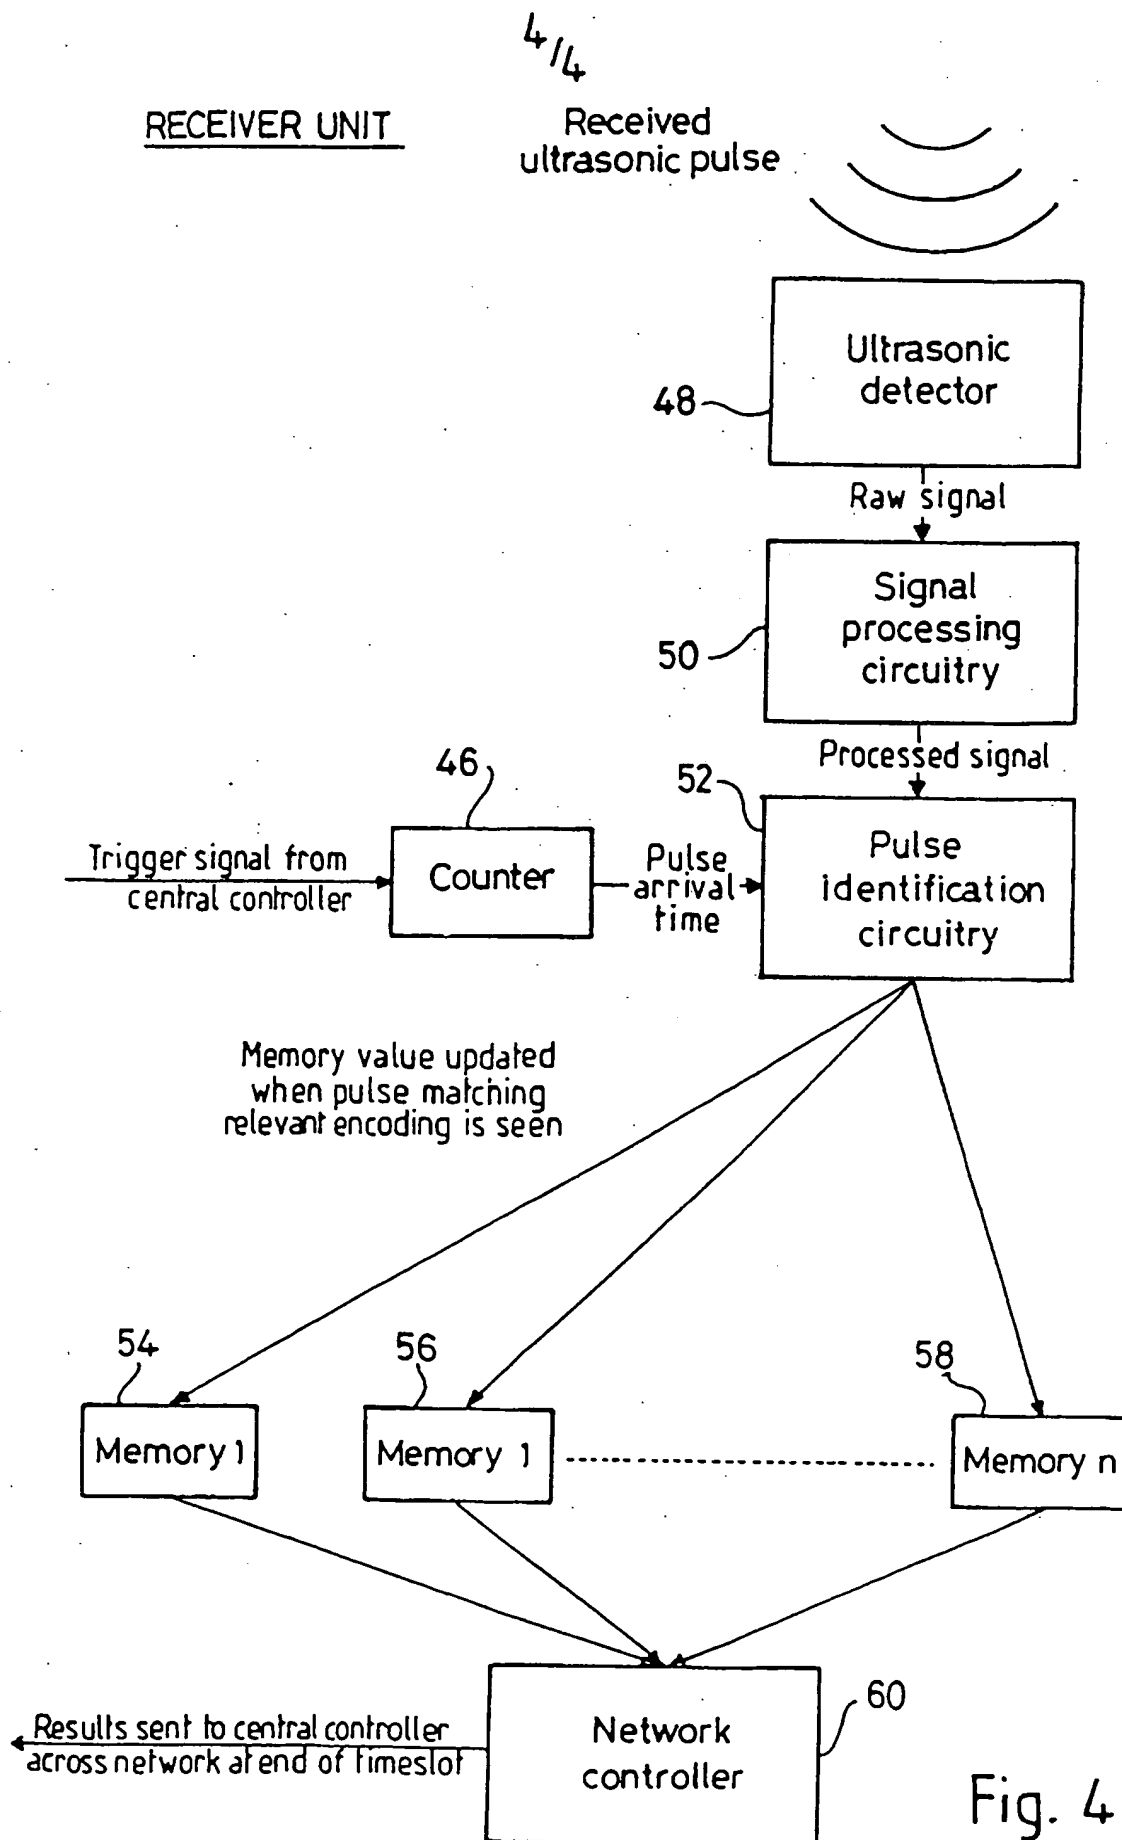 4/4
RECEIVER UNIT
Received
ultrasonic pulse
Ultrasonic
detector
48
Raw signal
Signal
processing
circuitry
50
Processed signal
46
52
Trigger signal from
central controller
Counter
Pulse
arrival
time
Pulse
identification
circuitry
Memory value updated
when pulse matching
relevant encoding is seen
54
56
58
Memory 1
Memory 1
Memory n
60
Network
controller
Results sent to central controller
across network at end of timeslot
Fig. 4